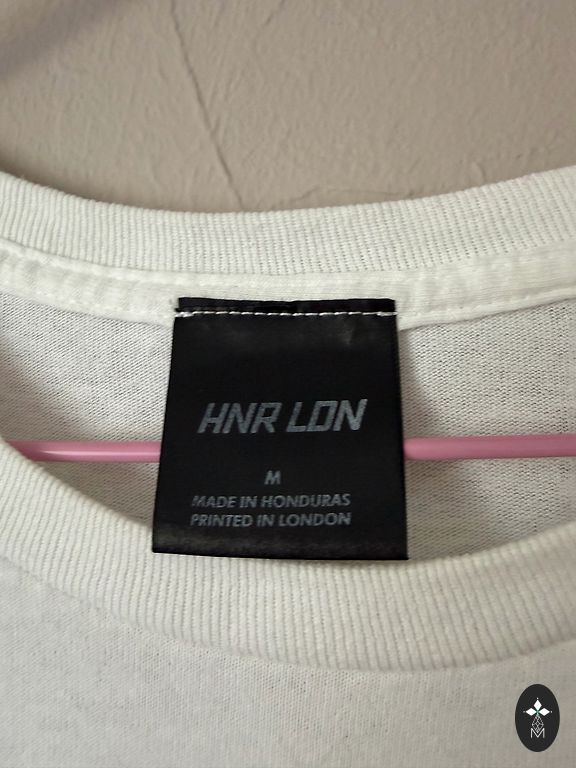 HNR LDN
M
MADE IN HONDURAS
PRINTED IN LONDON
M